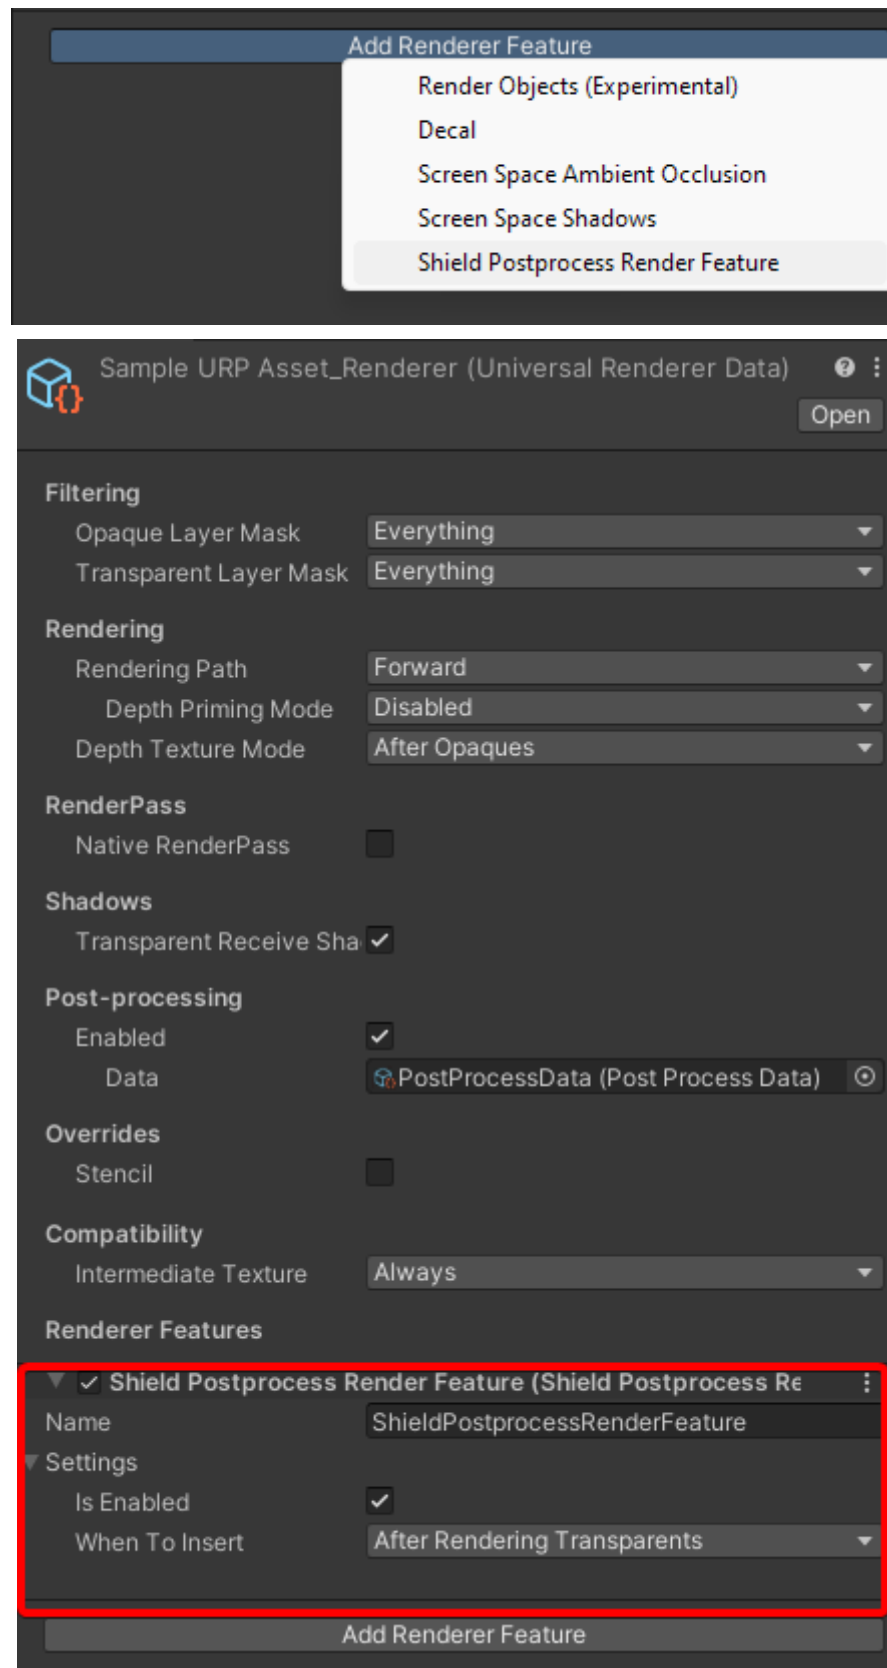 Add Renderer Feature
Render Objects (Experimental)
Decal
Screen Space Ambient Occlusion
Screen Space Shadows
Shield Postprocess Render Feature
Sample URP Asset_Renderer (Universal Renderer Data)
Open
Filtering
Opaque Layer Mask Everything
Transparent Layer Mask Everything
Rendering
Rendering Path Forward
Depth Priming Mode Disabled
Depth Texture Mode After Opaques
RenderPass
Native RenderPass
Shadows
Transparent Receive Sha
Post-processing
Enabled
Data PostProcessData (Post Process Data)
Overrides
Stencil
Compatibility
Intermediate Texture Always
Renderer Features
Shield Postprocess Render Feature (Shield Postprocess Re
Name ShieldPostprocessRenderFeature
Settings
Is Enabled
When To Insert After Rendering Transparents
Add Renderer Feature